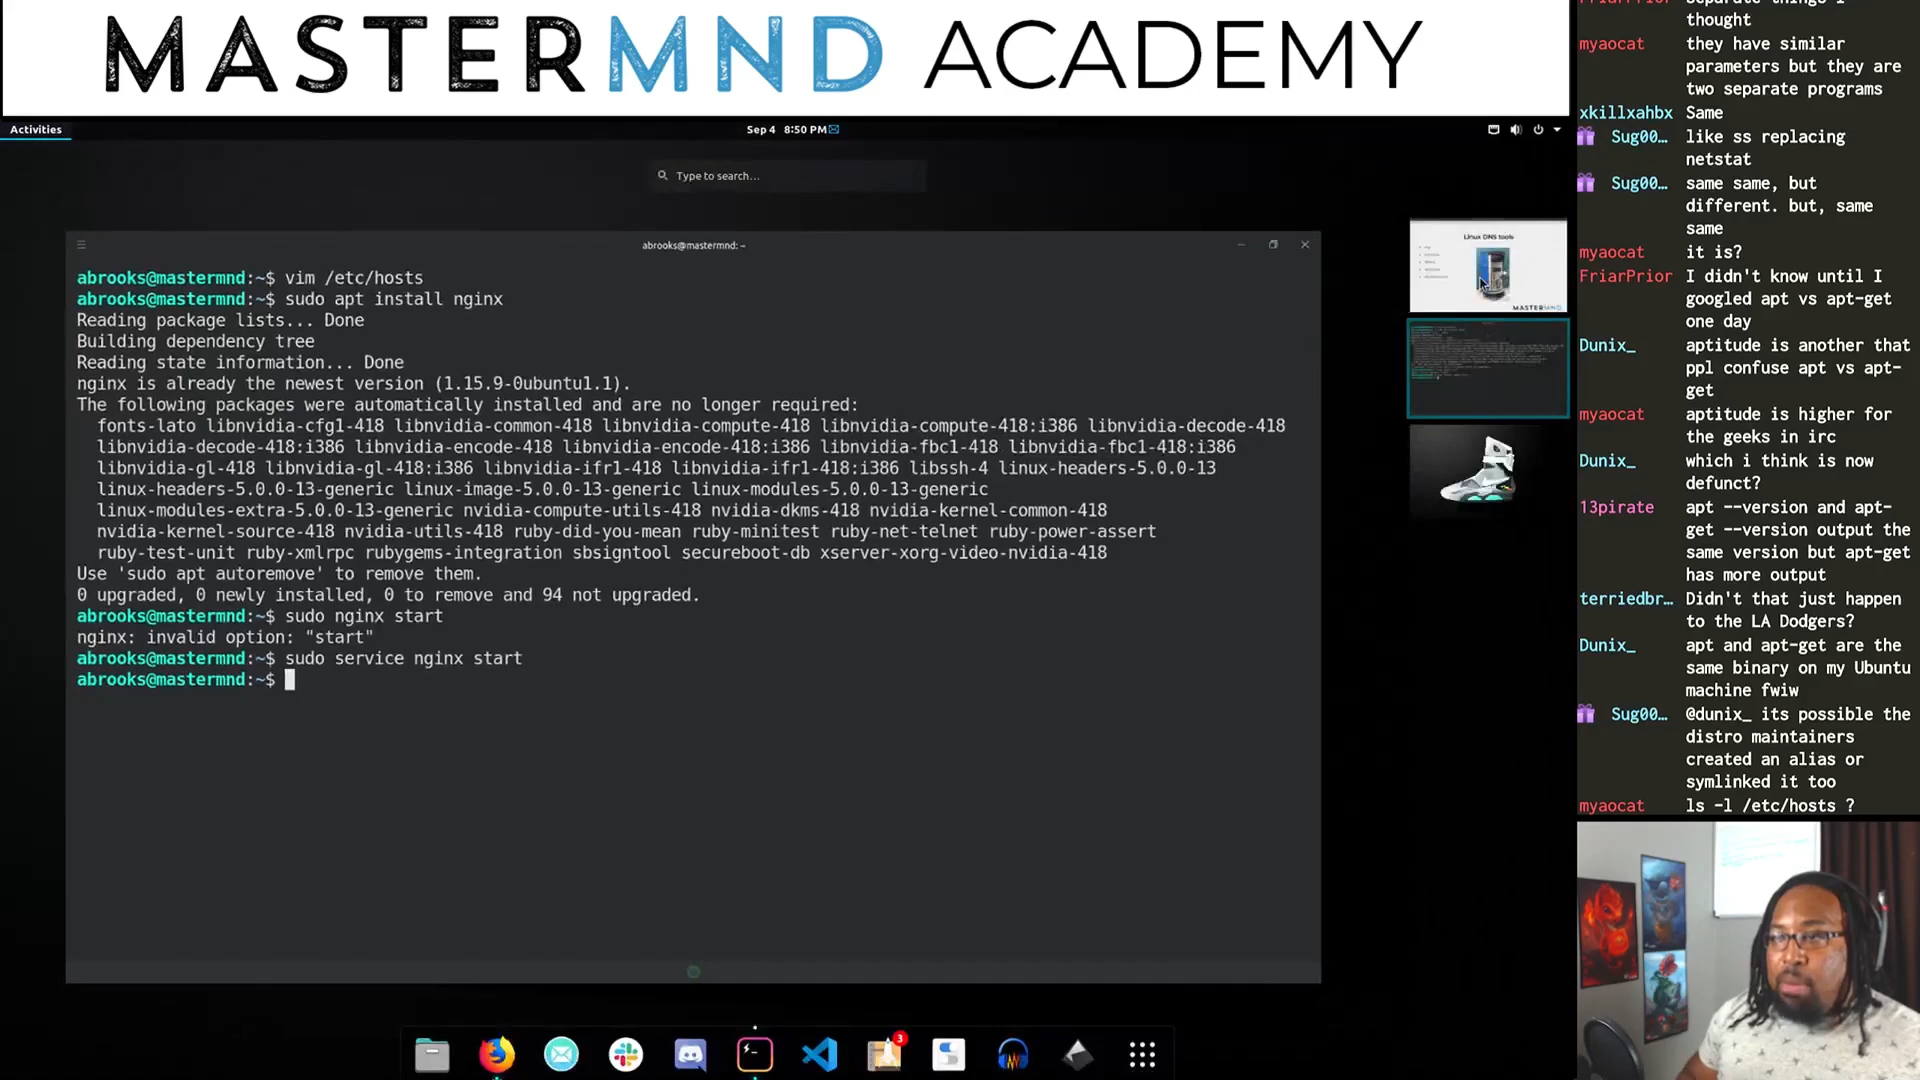 MASTERMND ACADEMY
Activities
Sep 4 8:50 PM
Type to search...
abrooks@mastermnd: ~
abrooks@mastermnd:~$ vim /etc/hosts
abrooks@mastermnd:~$ sudo apt install nginx
Reading package lists... Done
Building dependency tree
Reading state information... Done
nginx is already the newest version (1.15.9-0ubuntu1.1).
The following packages were automatically installed and are no longer required:
fonts-lato libnvidia-cfg1-418 libnvidia-common-418 libnvidia-compute-418 libnvidia-compute-418:i386 libnvidia-decode-418
libnvidia-decode-418:i386 libnvidia-encode-418 libnvidia-encode-418:i386 libnvidia-fbc1-418 libnvidia-fbc1-418:i386
libnvidia-gl-418 libnvidia-gl-418:i386 libnvidia-ifr1-418 libnvidia-ifr1-418:i386 libssh-4 linux-headers-5.0.0-13
linux-headers-5.0.0-13-generic linux-image-5.0.0-13-generic linux-modules-5.0.0-13-generic
linux-modules-extra-5.0.0-13-generic nvidia-compute-utils-418 nvidia-dkms-418 nvidia-kernel-common-418
nvidia-kernel-source-418 nvidia-utils-418 ruby-did-you-mean ruby-minitest ruby-net-telnet ruby-power-assert
ruby-test-unit ruby-xmlrpc rubygems-integration sbsigntool secureboot-db xserver-xorg-video-nvidia-418
Use 'sudo apt autoremove' to remove them.
0 upgraded, 0 newly installed, 0 to remove and 94 not upgraded.
abrooks@mastermnd:~$ sudo nginx start
nginx: invalid option: "start"
abrooks@mastermnd:~$ sudo service nginx start
abrooks@mastermnd:~$
Linux DNS tools
MASTERMND
3
FriarPrior separate things I
thought
myaocat they have similar
parameters but they are
two separate programs
xkillxahbx Same
Sug00… like ss replacing
netstat
Sug00… same same, but
different. but, same
same
myaocat it is?
FriarPrior I didn't know until I
googled apt vs apt-get
one day
Dunix_ aptitude is another that
ppl confuse apt vs apt-
get
myaocat aptitude is higher for
the geeks in irc
Dunix_ which i think is now
defunct?
13pirate apt --version and apt-
get --version output the
same version but apt-get
has more output
terriedbr… Didn't that just happen
to the LA Dodgers?
Dunix_ apt and apt-get are the
same binary on my Ubuntu
machine fwiw
Sug00… @dunix_ its possible the
distro maintainers
created an alias or
symlinked it too
myaocat ls -l /etc/hosts ?